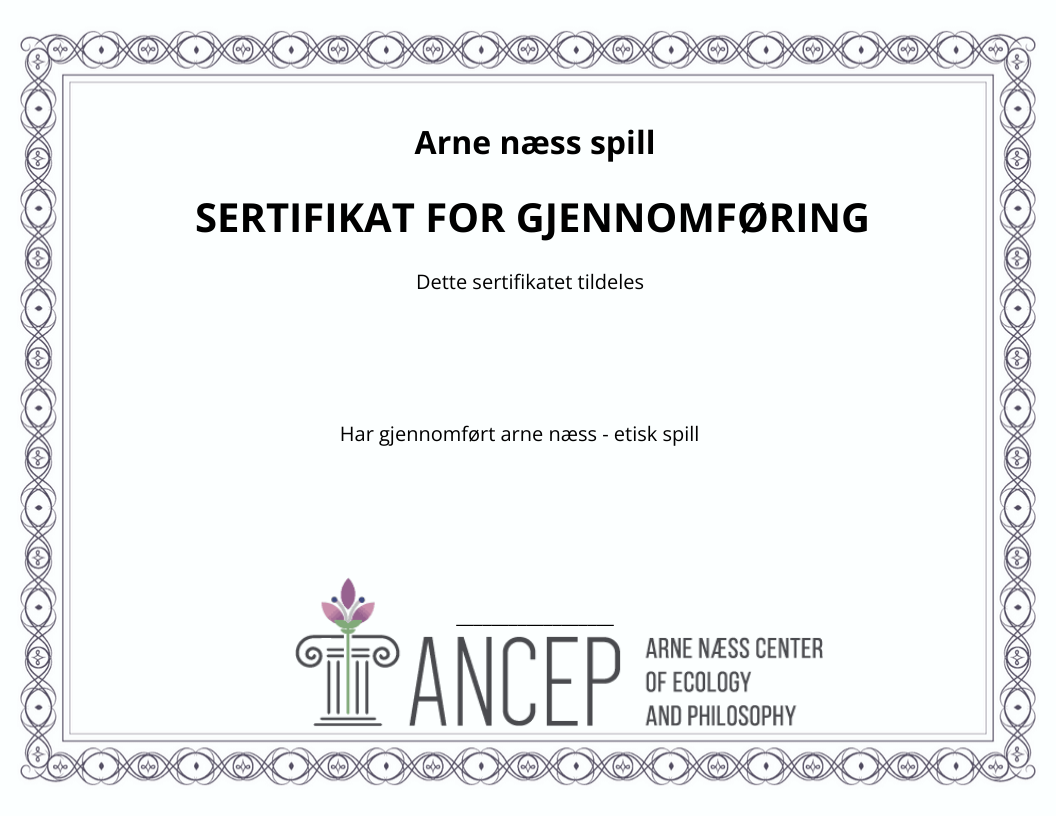 Arne næss spill
SERTIFIKAT FOR GJENNOMFØRING
Dette sertifikatet tildeles
Har gjennomført arne næss - etisk spill
ANCEP
ARNE NÆSS CENTER
OF ECOLOGY
AND PHILOSOPHY